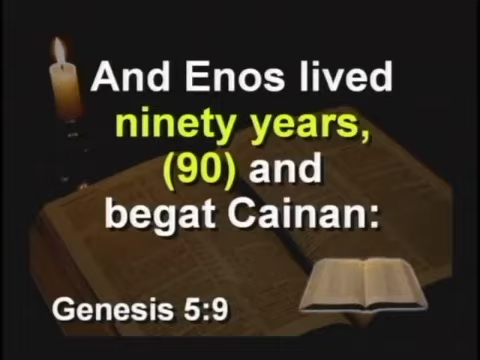 And Enos lived
ninety years,
(90) and
begat Cainan:
Genesis 5:9